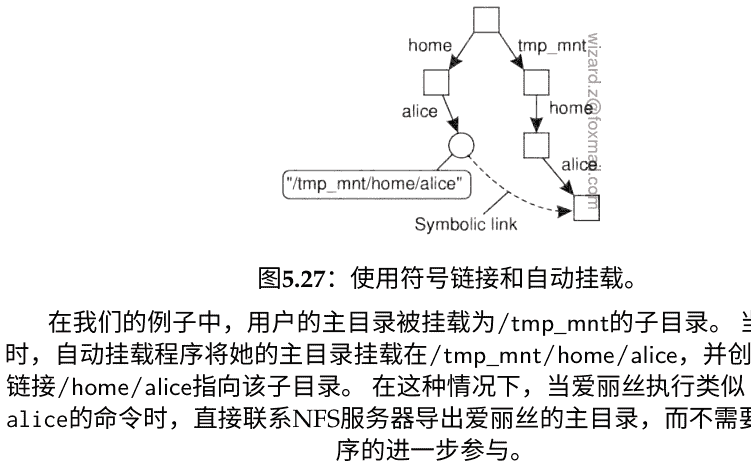 home
tmp_mnt
alice
home
alice
"/tmp_mnt/home/alice"
Symbolic link
wizard.z@foxmail.com
图5.27：使用符号链接和自动挂载。
在我们的例子中，用户的主目录被挂载为/tmp_mnt的子目录。当
时，自动挂载程序将她的主目录挂载在/tmp_mnt/home/alice，并创
链接/home/alice指向该子目录。在这种情况下，当爱丽丝执行类似
alice的命令时，直接联系NFS服务器导出爱丽丝的主目录，而不需要
序的进一步参与。